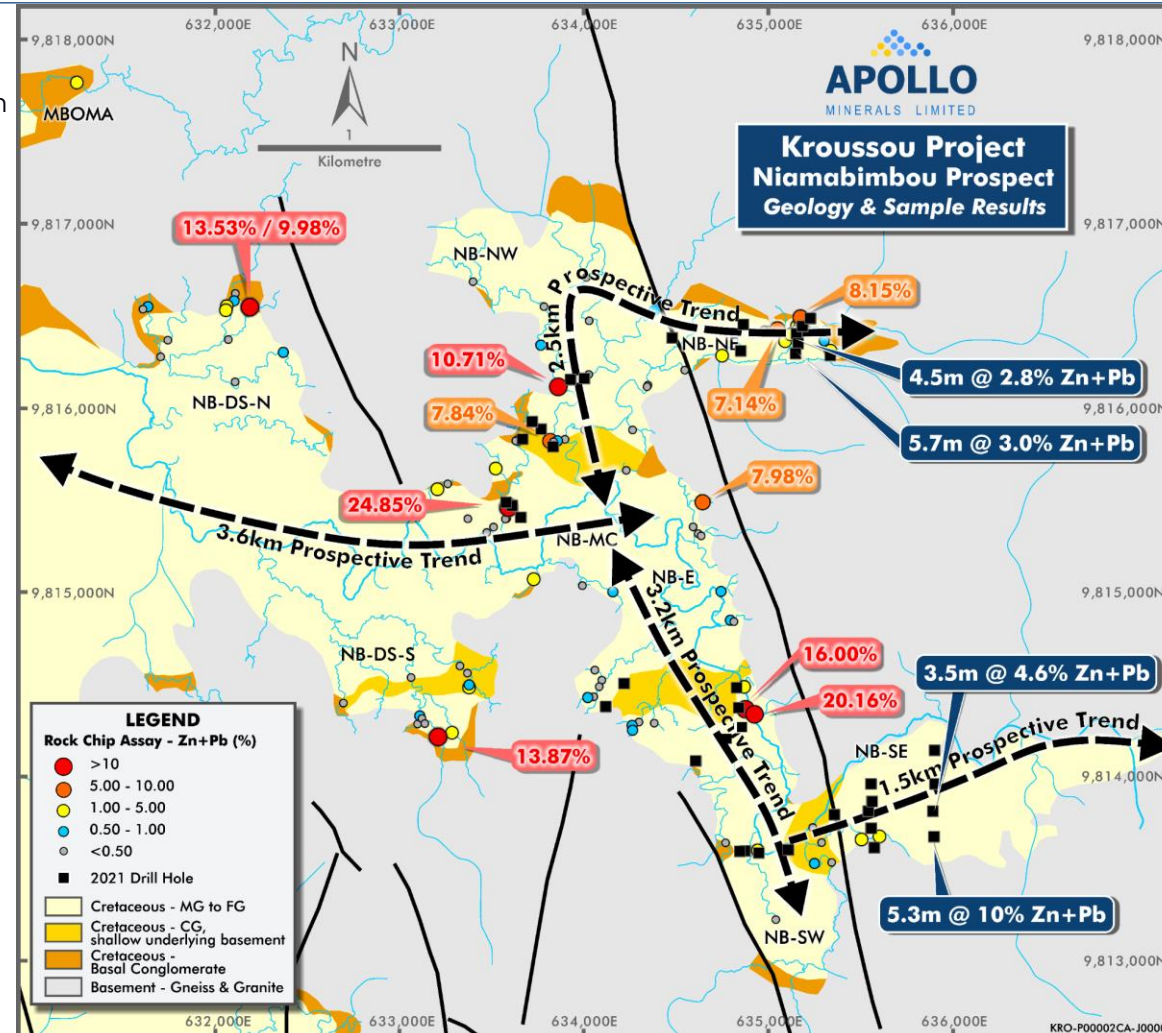 632,000E
633,000E
634,000E
635,000E
636,000E
9,818,000N
9,818,000N
N
1
Kilometre
APOLLO
MINERALS LIMITED
Kroussou Project
Niamabimbou Prospect
Geology & Sample Results
MBOMA
9,817,000N
9,817,000N
13.53% / 9.98%
NB-NW
2.5km Prospective Trend
8.15%
NB-NE
10.71%
4.5m @ 2.8% Zn+Pb
NB-DS-N
7.14%
7.84%
9,816,000N
9,816,000N
5.7m @ 3.0% Zn+Pb
7.98%
24.85%
3.6km Prospective Trend
NB-MC
NB-E
9,815,000N
9,815,000N
3.2km Prospective Trend
NB-DS-S
16.00%
3.5m @ 4.6% Zn+Pb
20.16%
13.87%
NB-SE
1.5km Prospective Trend
9,814,000N
5.3m @ 10% Zn+Pb
NB-SW
9,813,000N
LEGEND
Rock Chip Assay - Zn+Pb (%)
>10
5.00 - 10.00
1.00 - 5.00
0.50 - 1.00
<0.50
2021 Drill Hole
Cretaceous - MG to FG
Cretaceous - CG,
shallow underlying basement
Cretaceous -
Basal Conglomerate
Basement - Gneiss & Granite
632,000E
633,000E
634,000E
635,000E
636,000E